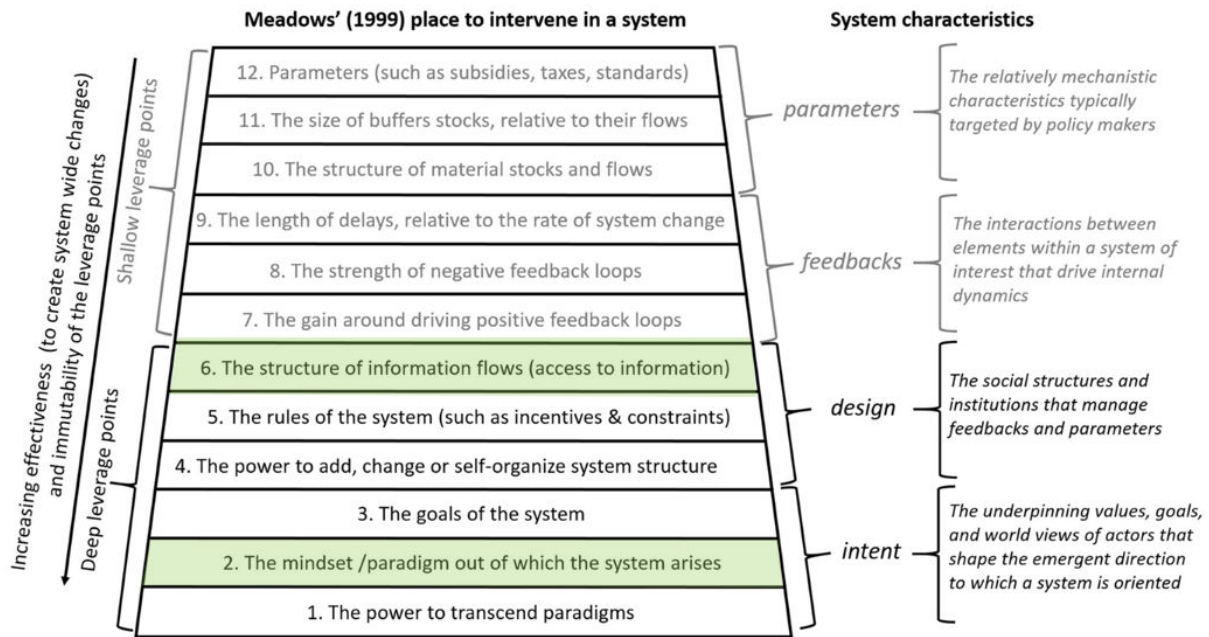 Meadows' (1999) place to intervene in a system
System characteristics
Increasing effectiveness (to create system wide changes)
and immutability of the leverage points
Shallow leverage points
Deep leverage points
12. Parameters (such as subsidies, taxes, standards)
11. The size of buffers stocks, relative to their flows
10. The structure of material stocks and flows
9. The length of delays, relative to the rate of system change
8. The strength of negative feedback loops
7. The gain around driving positive feedback loops
6. The structure of information flows (access to information)
5. The rules of the system (such as incentives & constraints)
4. The power to add, change or self-organize system structure
3. The goals of the system
2. The mindset /paradigm out of which the system arises
1. The power to transcend paradigms
parameters
The relatively mechanistic
characteristics typically
targeted by policy makers
feedbacks
The interactions between
elements within a system of
interest that drive internal
dynamics
design
The social structures and
institutions that manage
feedbacks and parameters
intent
The underpinning values, goals,
and world views of actors that
shape the emergent direction
to which a system is oriented